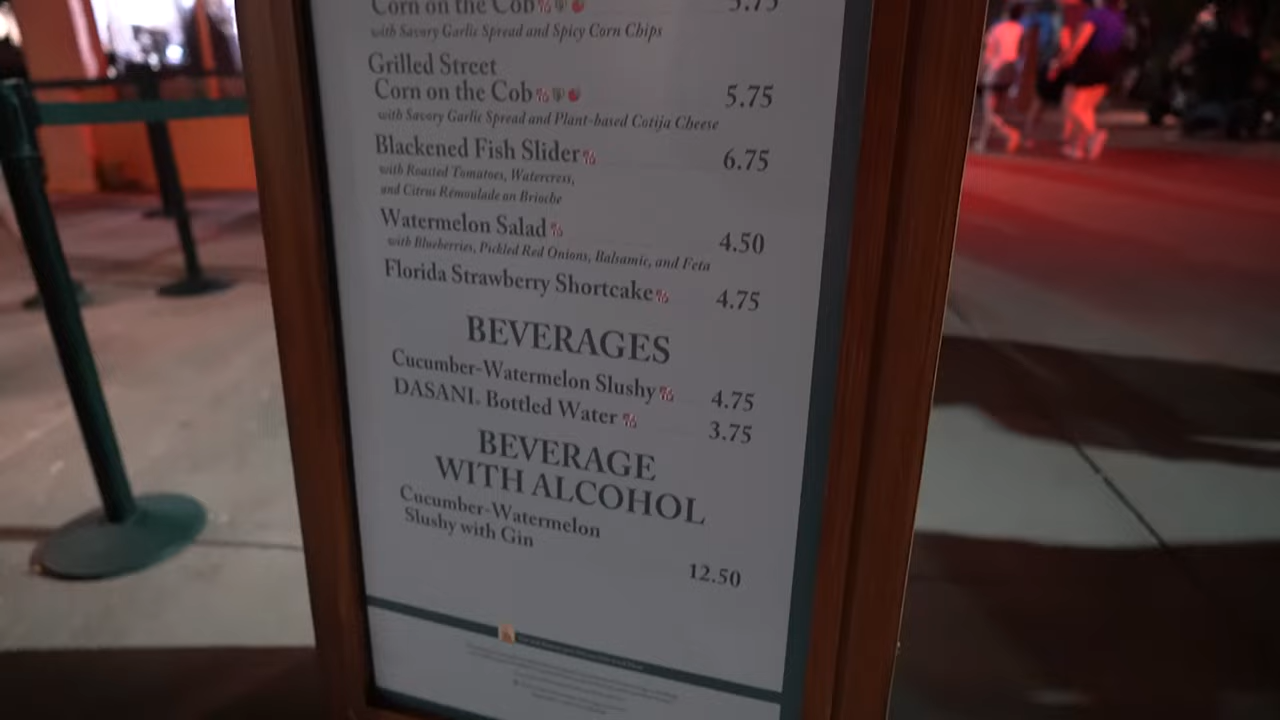 Corn on the Cob 5.75
with Savory Garlic Spread and Spicy Corn Chips
Grilled Street
Corn on the Cob 5.75
with Savory Garlic Spread and Plant-based Cotija Cheese
Blackened Fish Slider 6.75
with Roasted Tomatoes, Watercress,
and Citrus Rémoulade on Brioche
Watermelon Salad 4.50
with Blueberries, Pickled Red Onions, Balsamic, and Feta
Florida Strawberry Shortcake 4.75
BEVERAGES
Cucumber-Watermelon Slushy 4.75
DASANI® Bottled Water 3.75
BEVERAGE
WITH ALCOHOL
Cucumber-Watermelon
Slushy with Gin
12.50